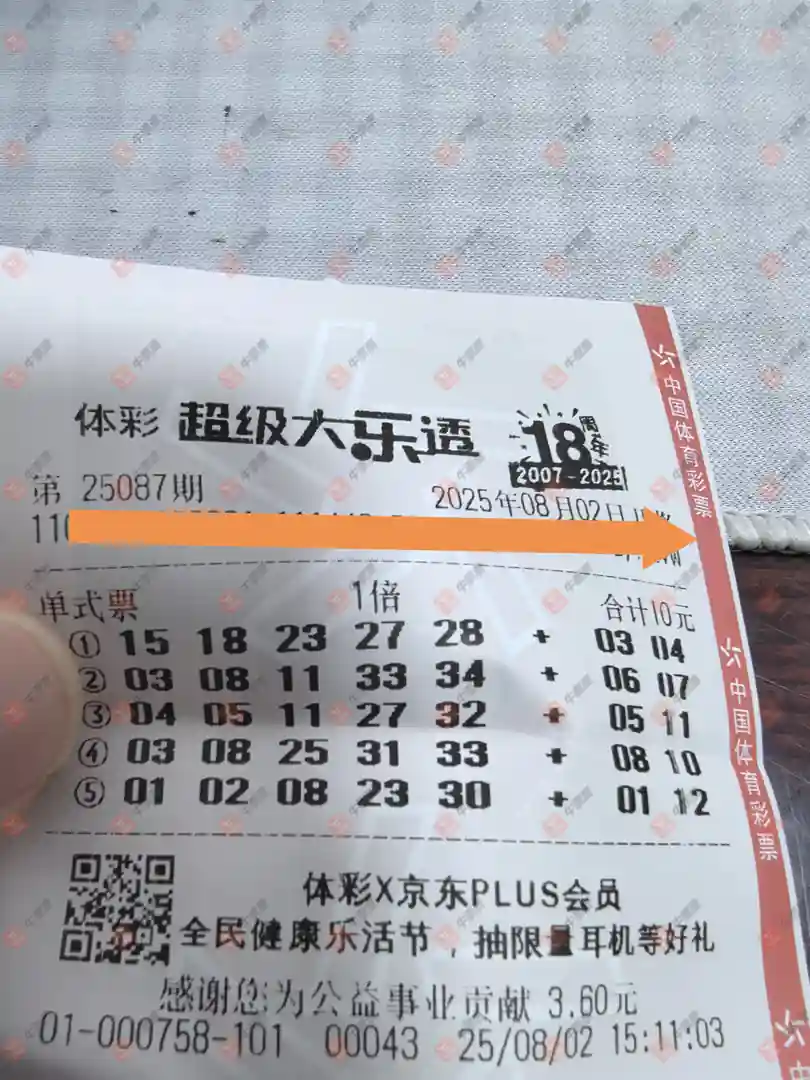 体彩 超级大乐透 18周年
2007-2025
第 25087期 2025年08月02日
110
单式票 1倍 合计10元
① 15 18 23 27 28 + 03 04
② 03 08 11 33 34 + 06 07
③ 04 05 11 27 32 + 05 11
④ 03 08 25 31 33 + 08 10
⑤ 01 02 08 23 30 + 01 12
体彩X京东PLUS会员
全民健康乐活节，抽限量耳机等好礼
感谢您为公益事业贡献 3.60元
01-000758-101 00043 25/08/02 15:11:03
中国体育彩票
中国体育彩票
中